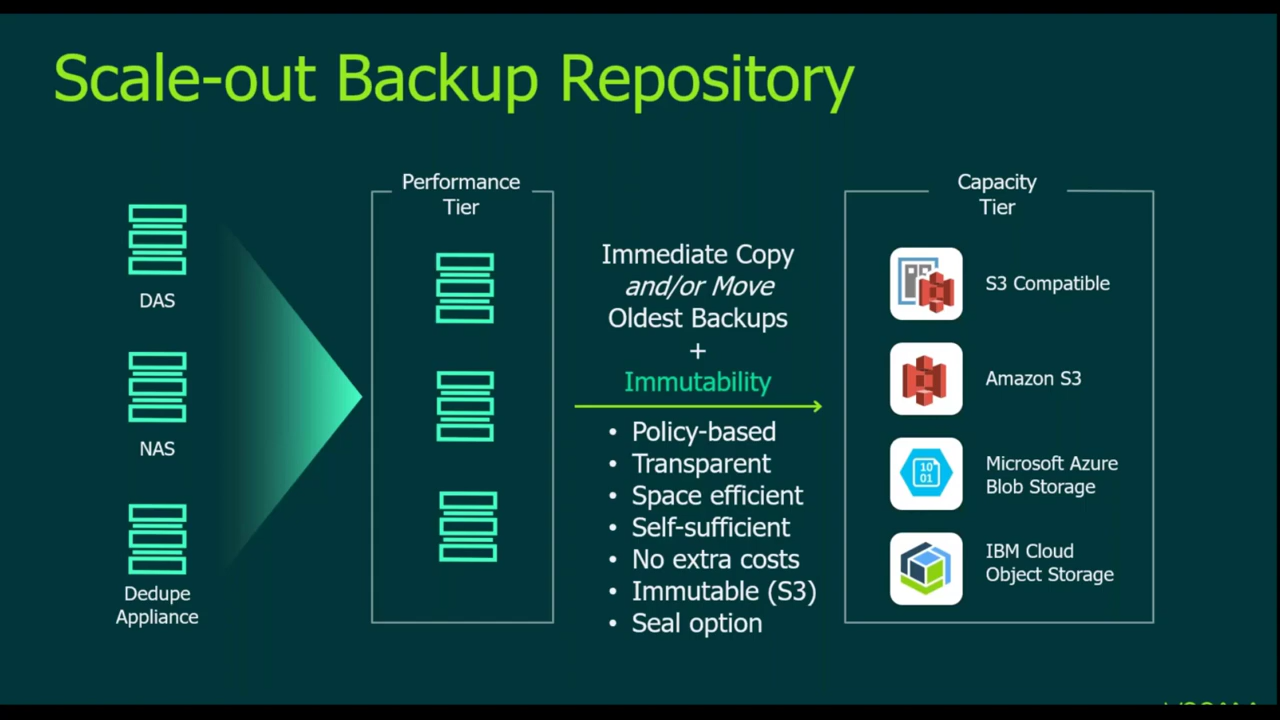 Scale-out Backup Repository
DAS
NAS
Dedupe
Appliance
Performance
Tier
Immediate Copy
and/or Move
Oldest Backups
+
Immutability
• Policy-based
• Transparent
• Space efficient
• Self-sufficient
• No extra costs
• Immutable (S3)
• Seal option
Capacity
Tier
S3 Compatible
Amazon S3
10
01
Microsoft Azure
Blob Storage
IBM Cloud
Object Storage